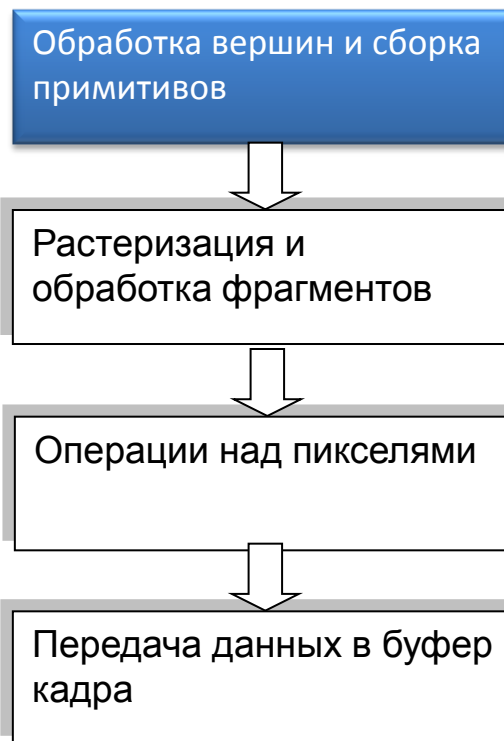 Обработка вершин и сборка
примитивов
Растеризация и
обработка фрагментов
Операции над пикселями
Передача данных в буфер
кадра